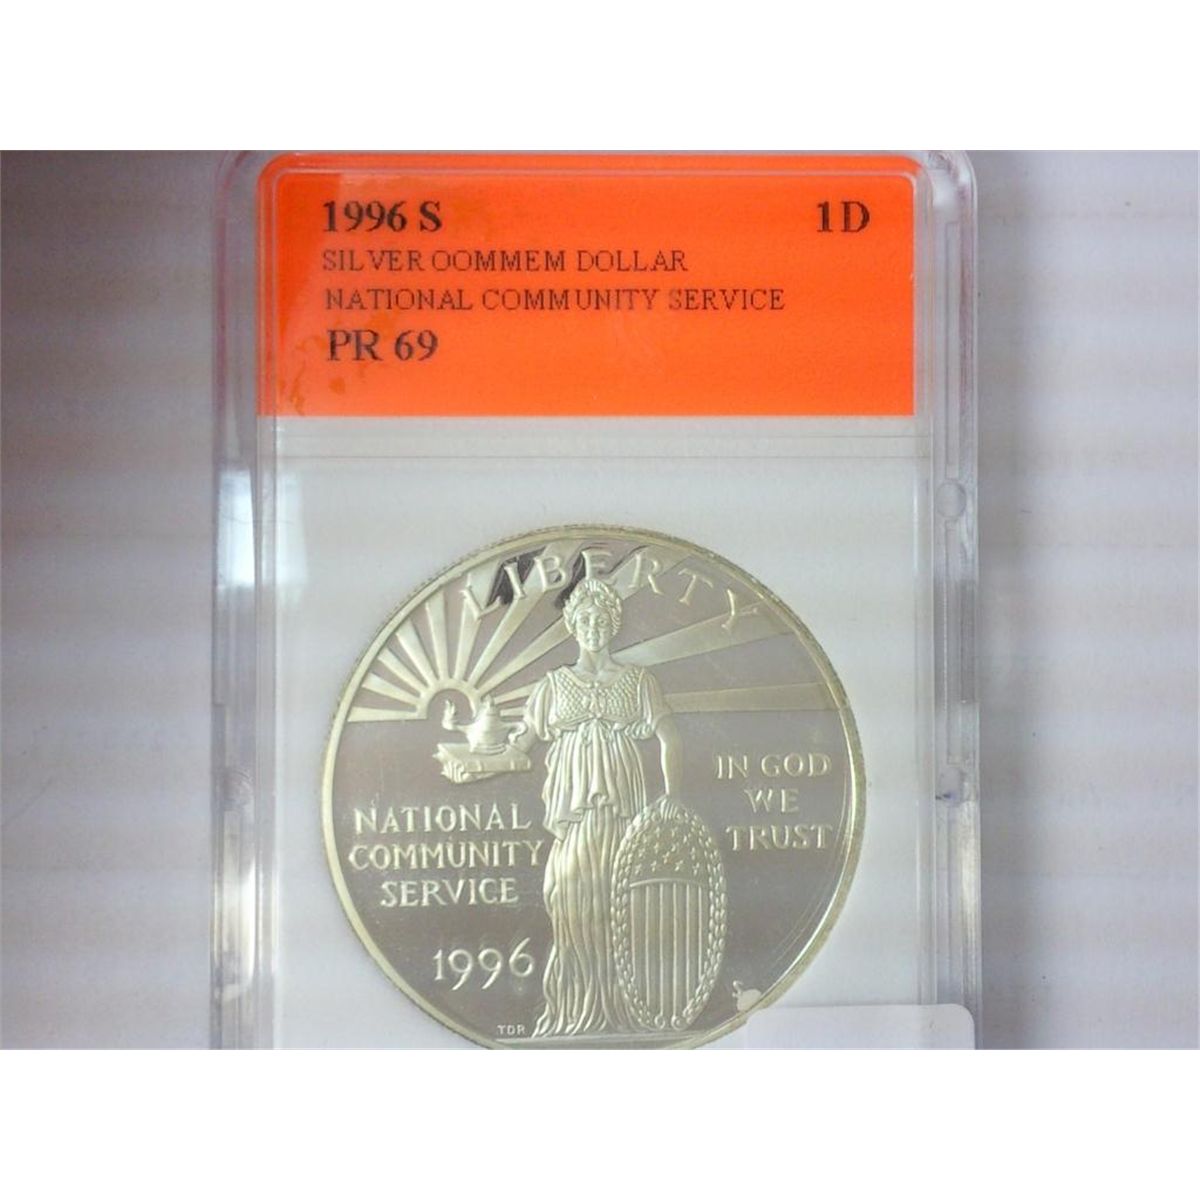 1996 S 1D
SILVER OOMMEM DOLLAR
NATIONAL COMMUNITY SERVICE
PR 69
LIBERTY
IN GOD
WE
TRUST
NATIONAL
COMMUNITY
SERVICE
1996
TDR